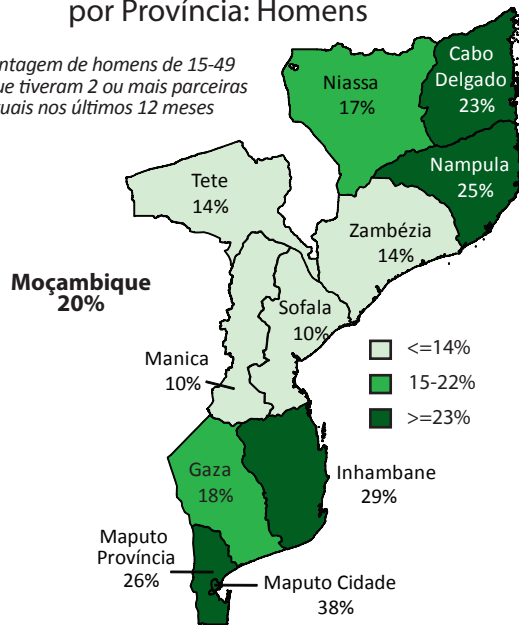 por Província: Homens
ntagem de homens de 15-49
ue tiveram 2 ou mais parceiras
uais nos últimos 12 meses
Cabo
Delgado
23%
Niassa
17%
Nampula
25%
Tete
14%
Zambézia
14%
Moçambique
20%
Sofala
10%
Manica
10%
<=14%
15-22%
>=23%
Gaza
18%
Inhambane
29%
Maputo
Província
26%
Maputo Cidade
38%